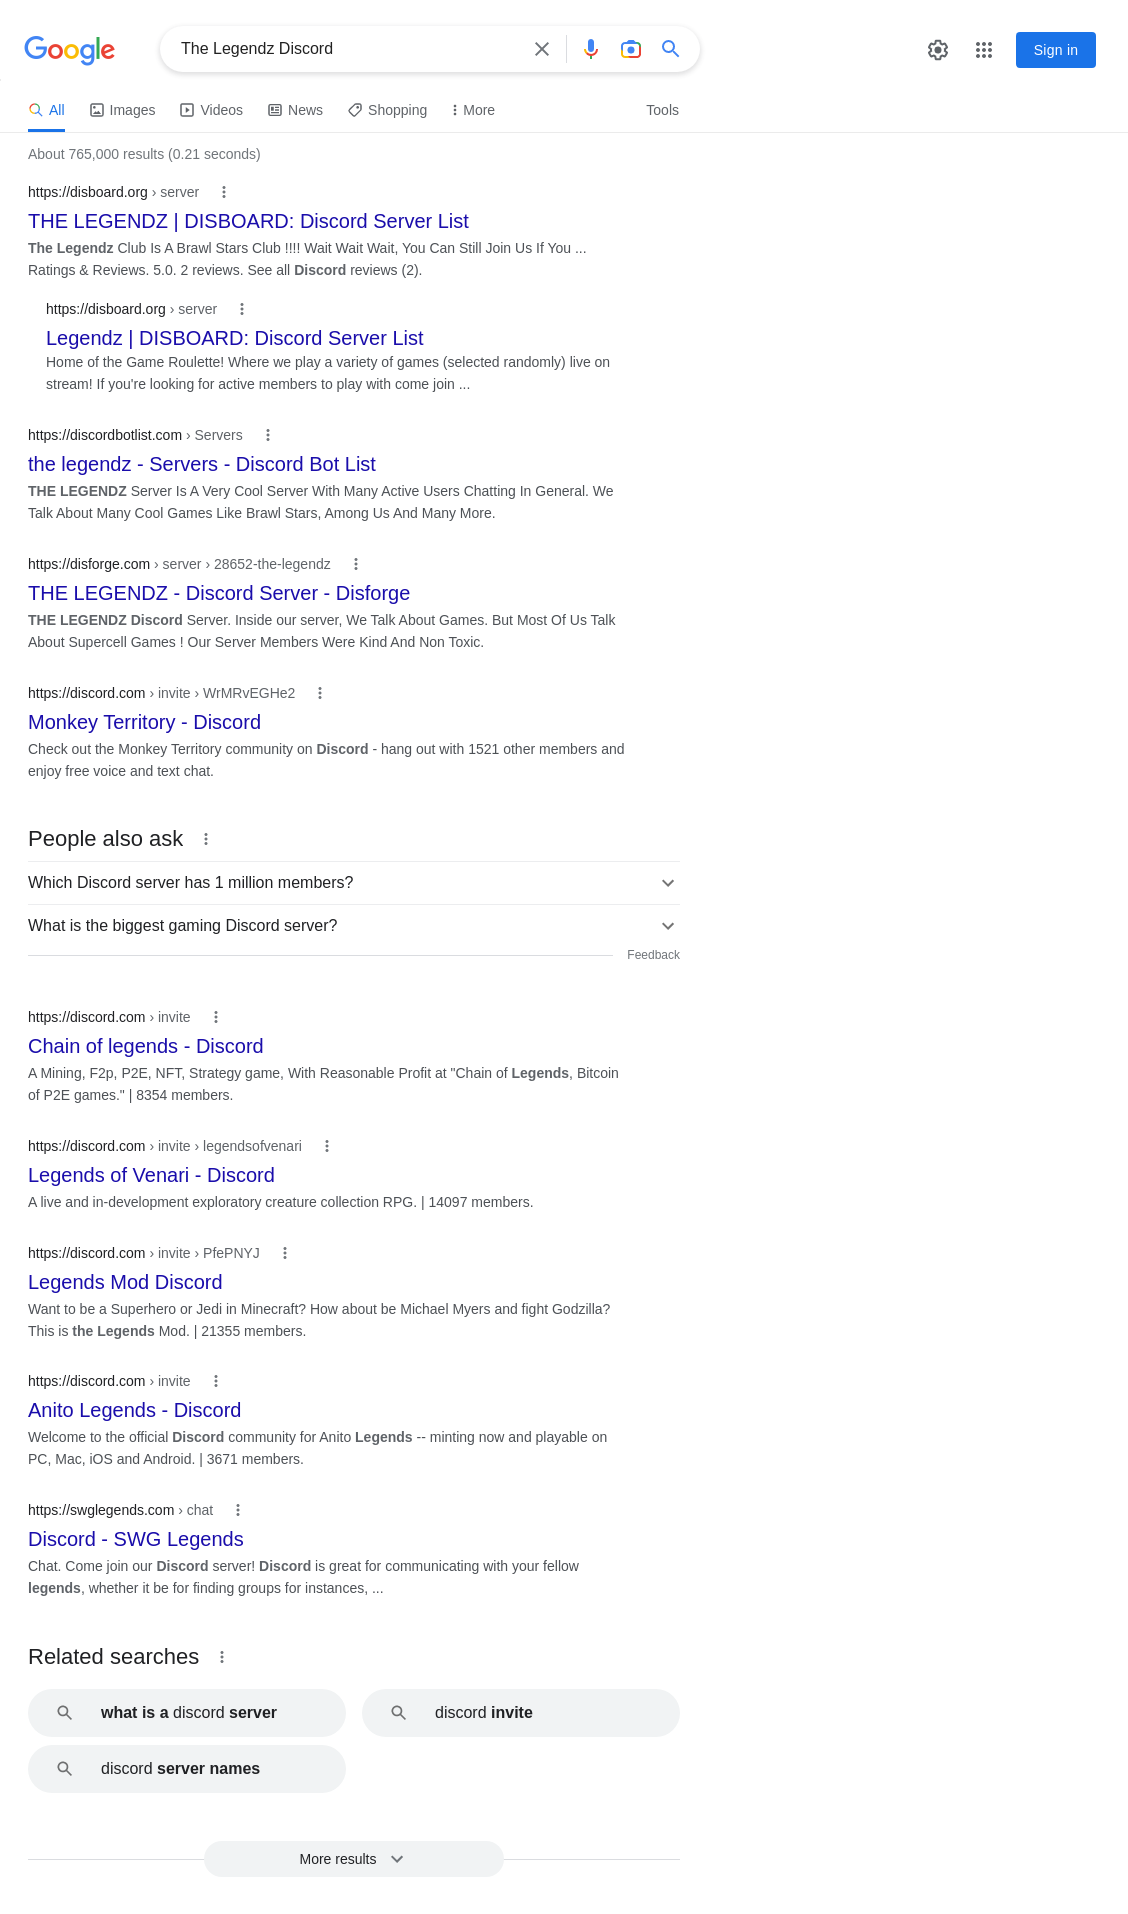 Google
The Legendz Discord
Sign in
All
Images
Videos
News
Shopping
More
Tools
About 765,000 results (0.21 seconds)
https://disboard.org › server
THE LEGENDZ | DISBOARD: Discord Server List
The Legendz Club Is A Brawl Stars Club !!!! Wait Wait Wait, You Can Still Join Us If You ...
Ratings & Reviews. 5.0. 2 reviews. See all Discord reviews (2).
https://disboard.org › server
Legendz | DISBOARD: Discord Server List
Home of the Game Roulette! Where we play a variety of games (selected randomly) live on
stream! If you're looking for active members to play with come join ...
https://discordbotlist.com › Servers
the legendz - Servers - Discord Bot List
THE LEGENDZ Server Is A Very Cool Server With Many Active Users Chatting In General. We
Talk About Many Cool Games Like Brawl Stars, Among Us And Many More.
https://disforge.com › server › 28652-the-legendz
THE LEGENDZ - Discord Server - Disforge
THE LEGENDZ Discord Server. Inside our server, We Talk About Games. But Most Of Us Talk
About Supercell Games ! Our Server Members Were Kind And Non Toxic.
https://discord.com › invite › WrMRvEGHe2
Monkey Territory - Discord
Check out the Monkey Territory community on Discord - hang out with 1521 other members and
enjoy free voice and text chat.
People also ask
Which Discord server has 1 million members?
What is the biggest gaming Discord server?
Feedback
https://discord.com › invite
Chain of legends - Discord
A Mining, F2p, P2E, NFT, Strategy game, With Reasonable Profit at "Chain of Legends, Bitcoin
of P2E games." | 8354 members.
https://discord.com › invite › legendsofvenari
Legends of Venari - Discord
A live and in-development exploratory creature collection RPG. | 14097 members.
https://discord.com › invite › PfePNYJ
Legends Mod Discord
Want to be a Superhero or Jedi in Minecraft? How about be Michael Myers and fight Godzilla?
This is the Legends Mod. | 21355 members.
https://discord.com › invite
Anito Legends - Discord
Welcome to the official Discord community for Anito Legends -- minting now and playable on
PC, Mac, iOS and Android. | 3671 members.
https://swglegends.com › chat
Discord - SWG Legends
Chat. Come join our Discord server! Discord is great for communicating with your fellow
legends, whether it be for finding groups for instances, ...
Related searches
what is a discord server
discord invite
discord server names
More results